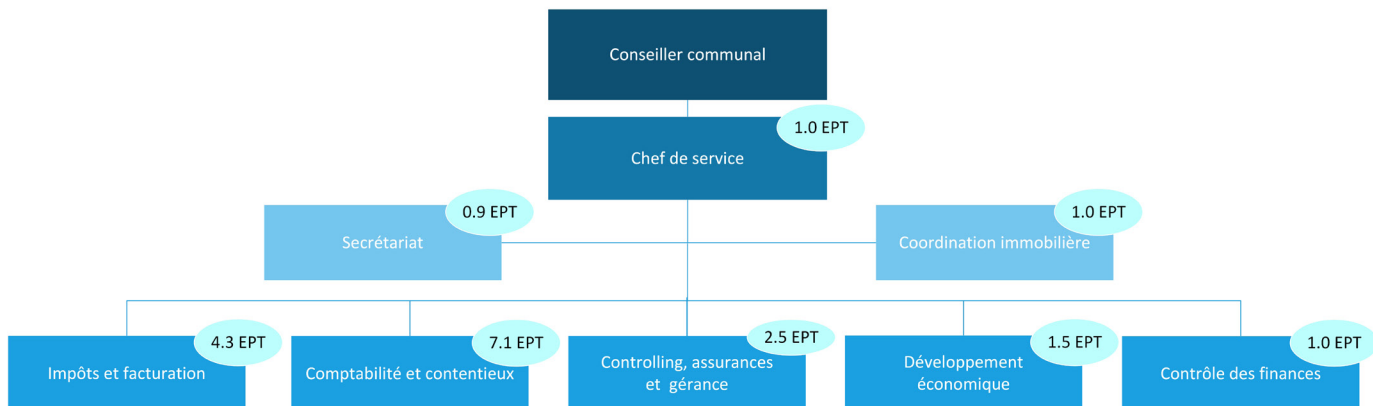 Conseiller communal
1.0 EPT
Chef de service
0.9 EPT
Secrétariat
1.0 EPT
Coordination immobilière
4.3 EPT
Impôts et facturation
7.1 EPT
Comptabilité et contentieux
2.5 EPT
Controlling, assurances
et gérance
1.5 EPT
Développement
économique
1.0 EPT
Contrôle des finances